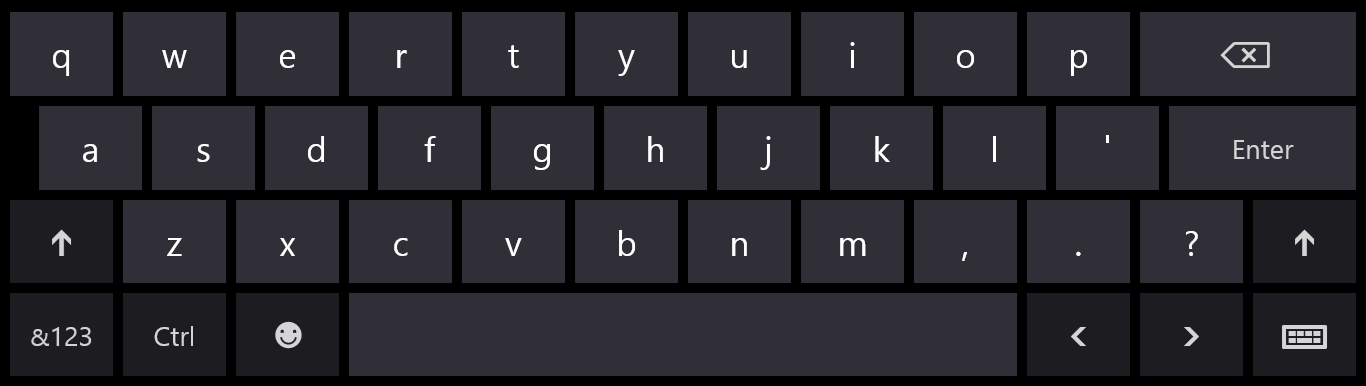 q w e r t y u i o p
a s d f g h j k l ' Enter
z x c v b n m , . ?
&123 Ctrl < >